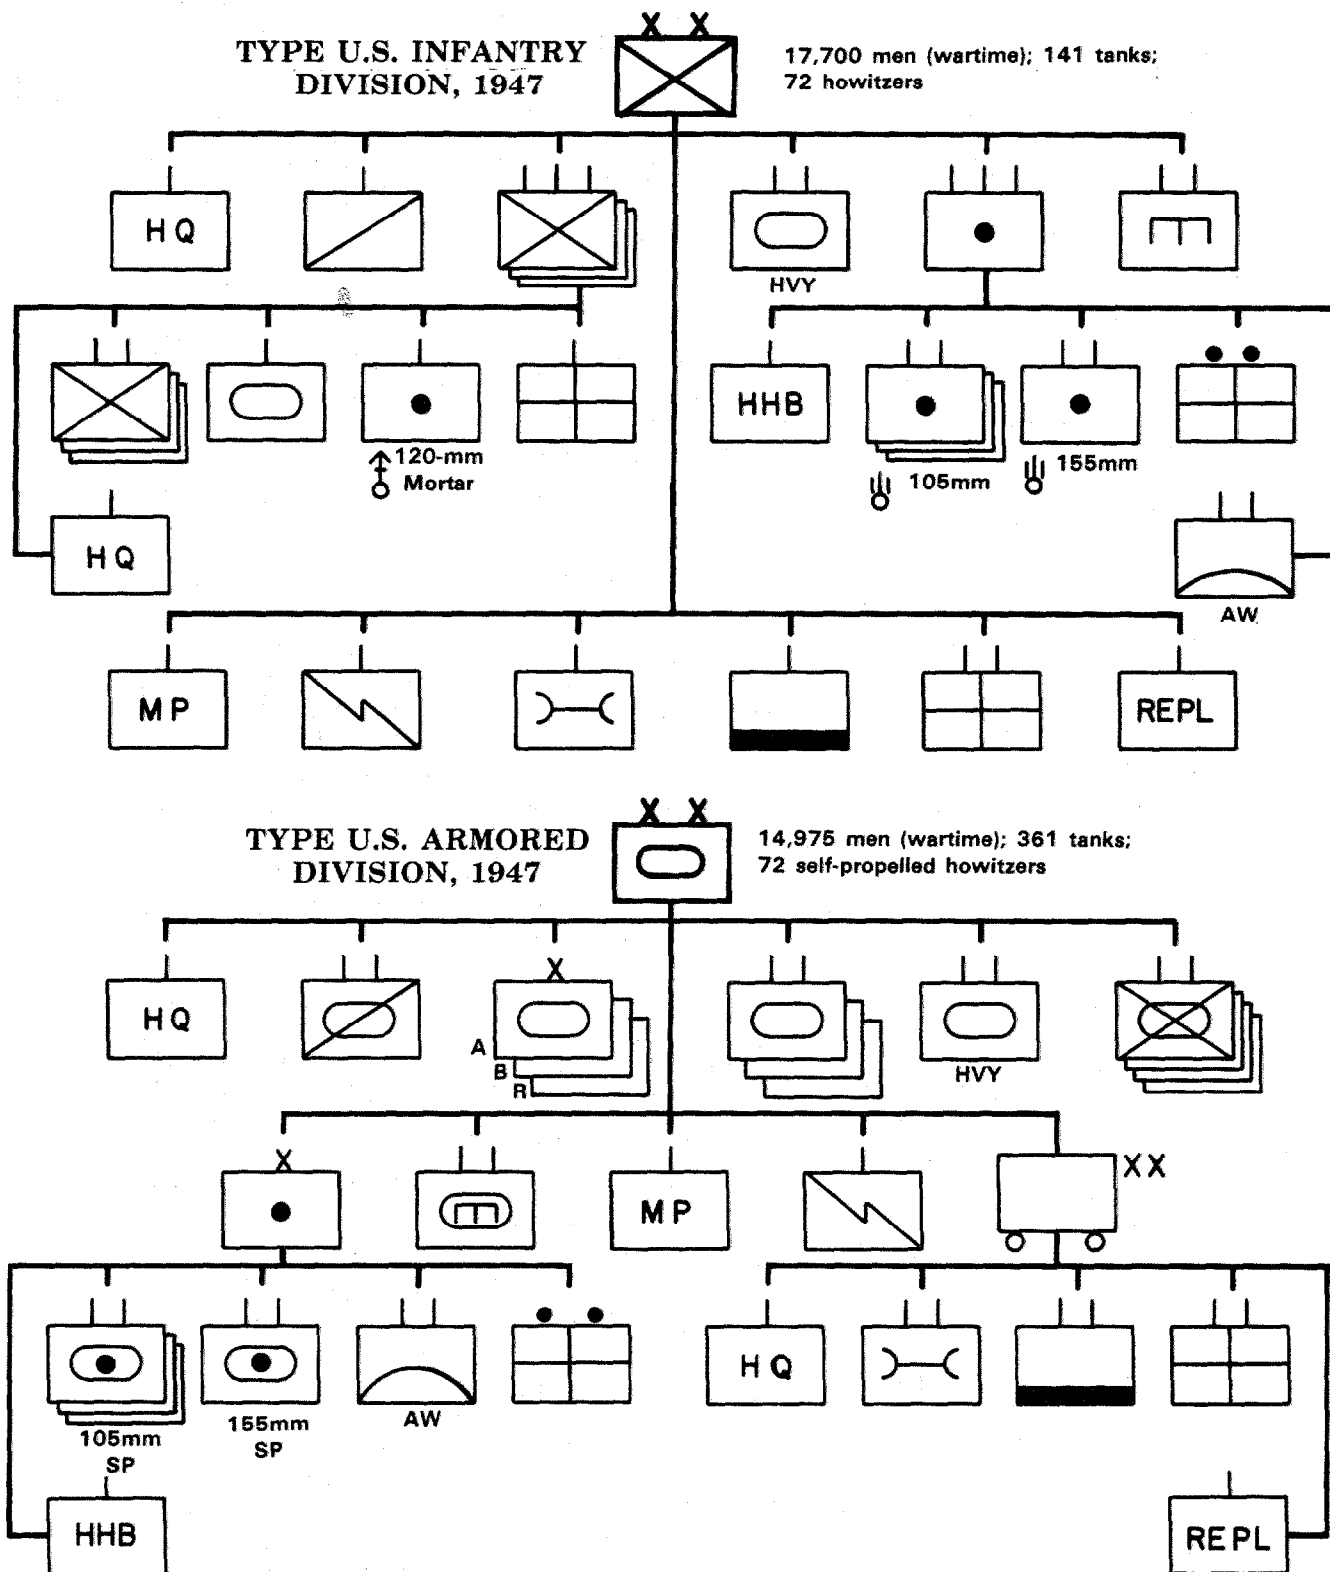 X X
TYPE U.S. INFANTRY
DIVISION, 1947
17,700 men (wartime); 141 tanks;
72 howitzers
HQ
HVY
HHB
120-mm
Mortar
105mm
155mm
HQ
AW
MP
REPL
X X
TYPE U.S. ARMORED
DIVISION, 1947
14,975 men (wartime); 361 tanks;
72 self-propelled howitzers
X
HQ
A
B
R
HVY
X
XX
MP
HQ
105mm
SP
155mm
SP
AW
HHB
REPL